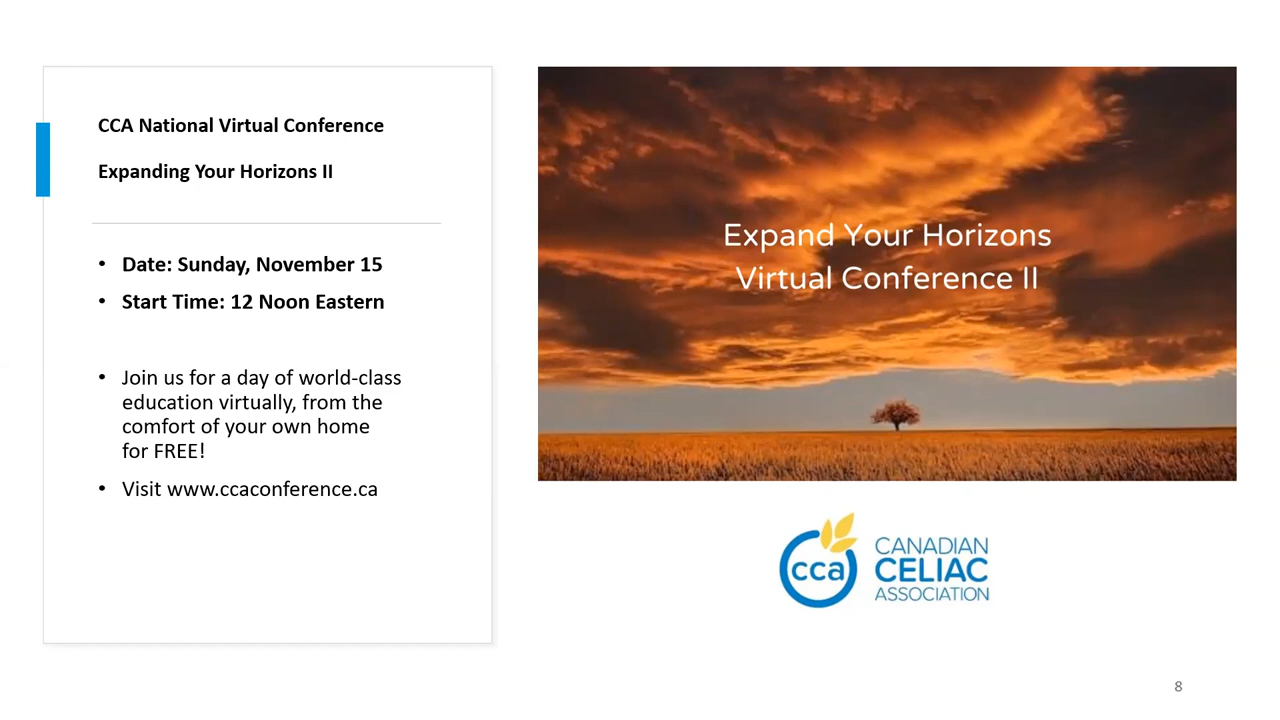 CCA National Virtual Conference
Expanding Your Horizons II
• Date: Sunday, November 15
• Start Time: 12 Noon Eastern
• Join us for a day of world-class
education virtually, from the
comfort of your own home
for FREE!
• Visit www.ccaconference.ca
Expand Your Horizons
Virtual Conference II
cca
CANADIAN
CELIAC
ASSOCIATION
8